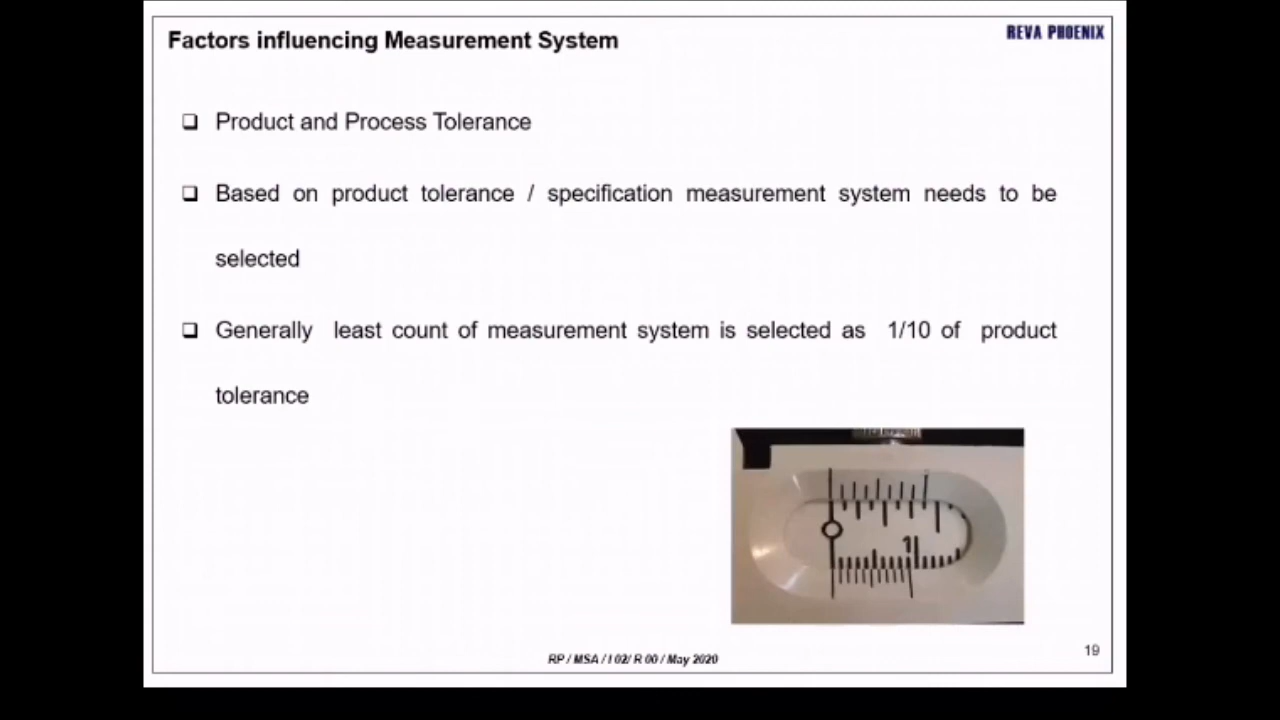 Factors influencing Measurement System
REVA PHOENIX
❑ Product and Process Tolerance
❑ Based on product tolerance / specification measurement system needs to be
selected
❑ Generally least count of measurement system is selected as 1/10 of product
tolerance
1
19
RP / MSA / I 02/ R 00 / May 2020